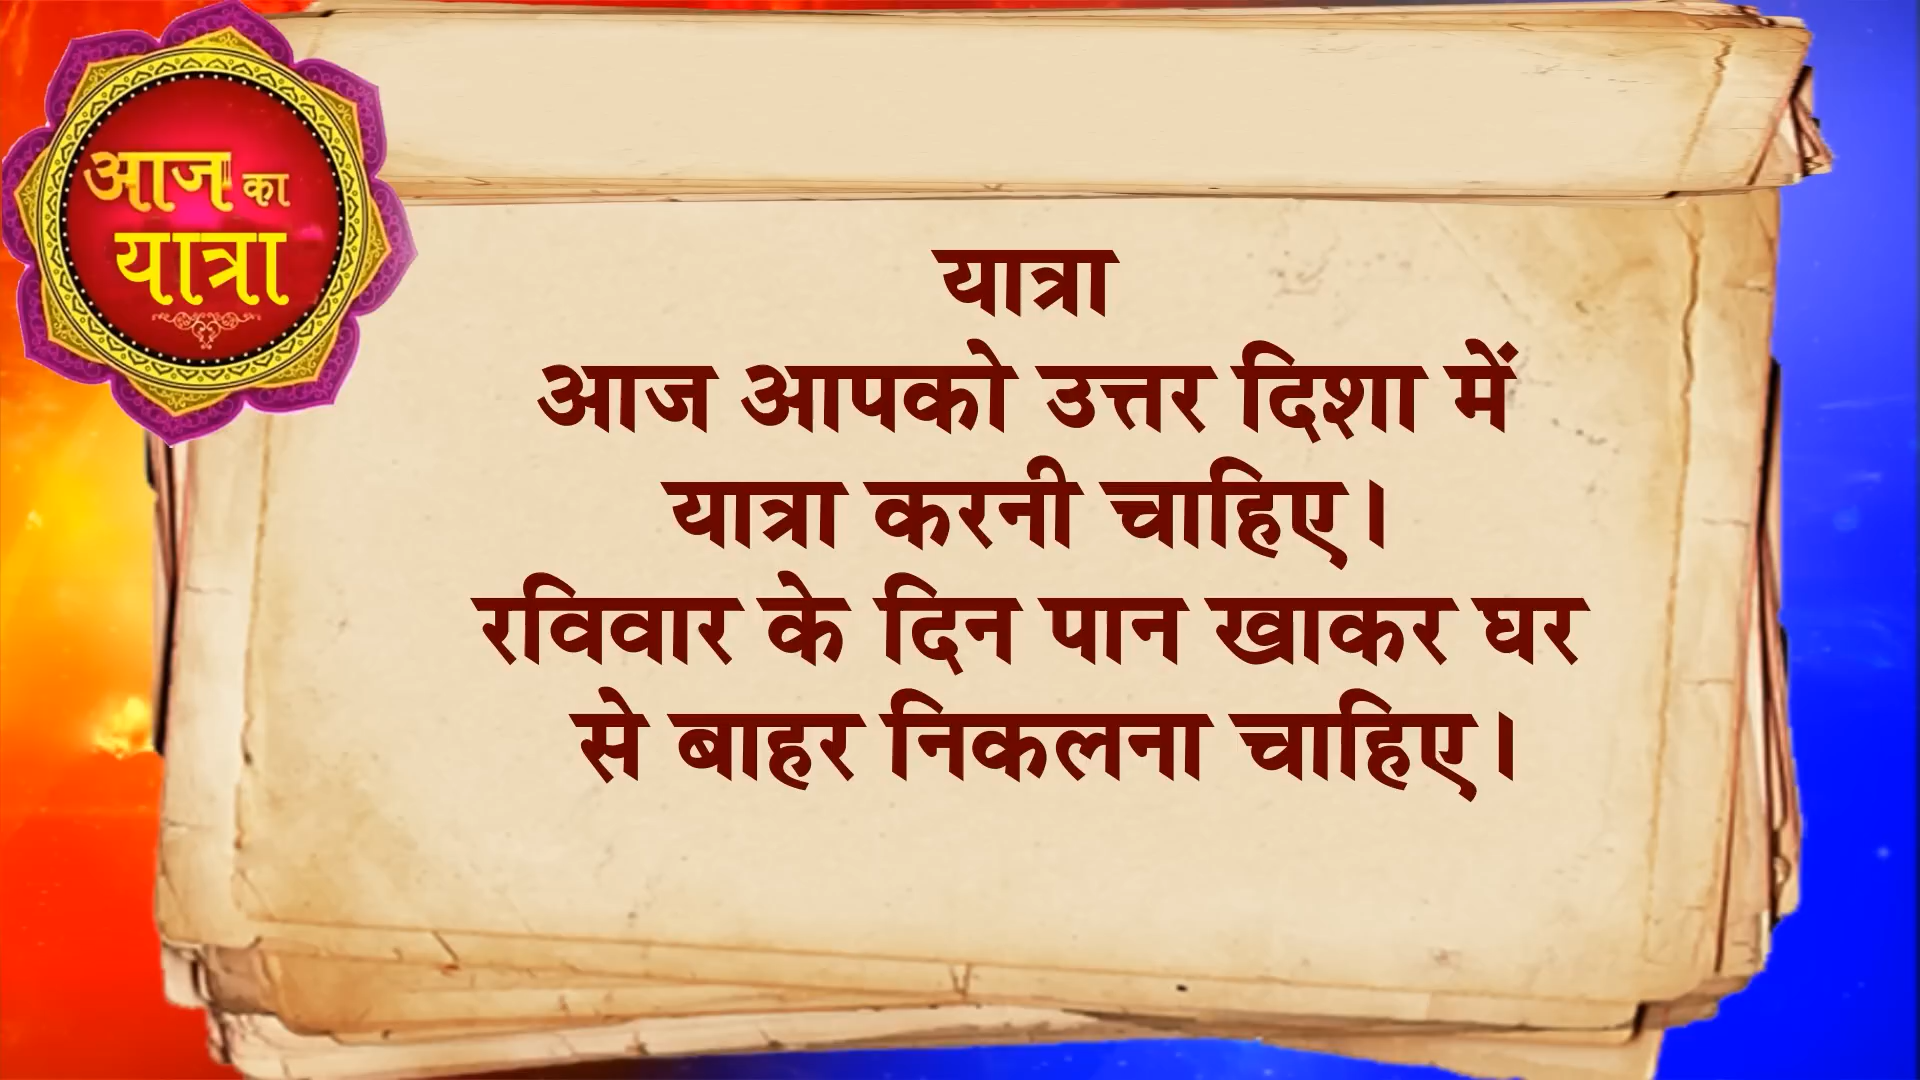 आज का
यात्रा
यात्रा
आज आपको उत्तर दिशा में
यात्रा करनी चाहिए।
रविवार के दिन पान खाकर घर
से बाहर निकलना चाहिए।